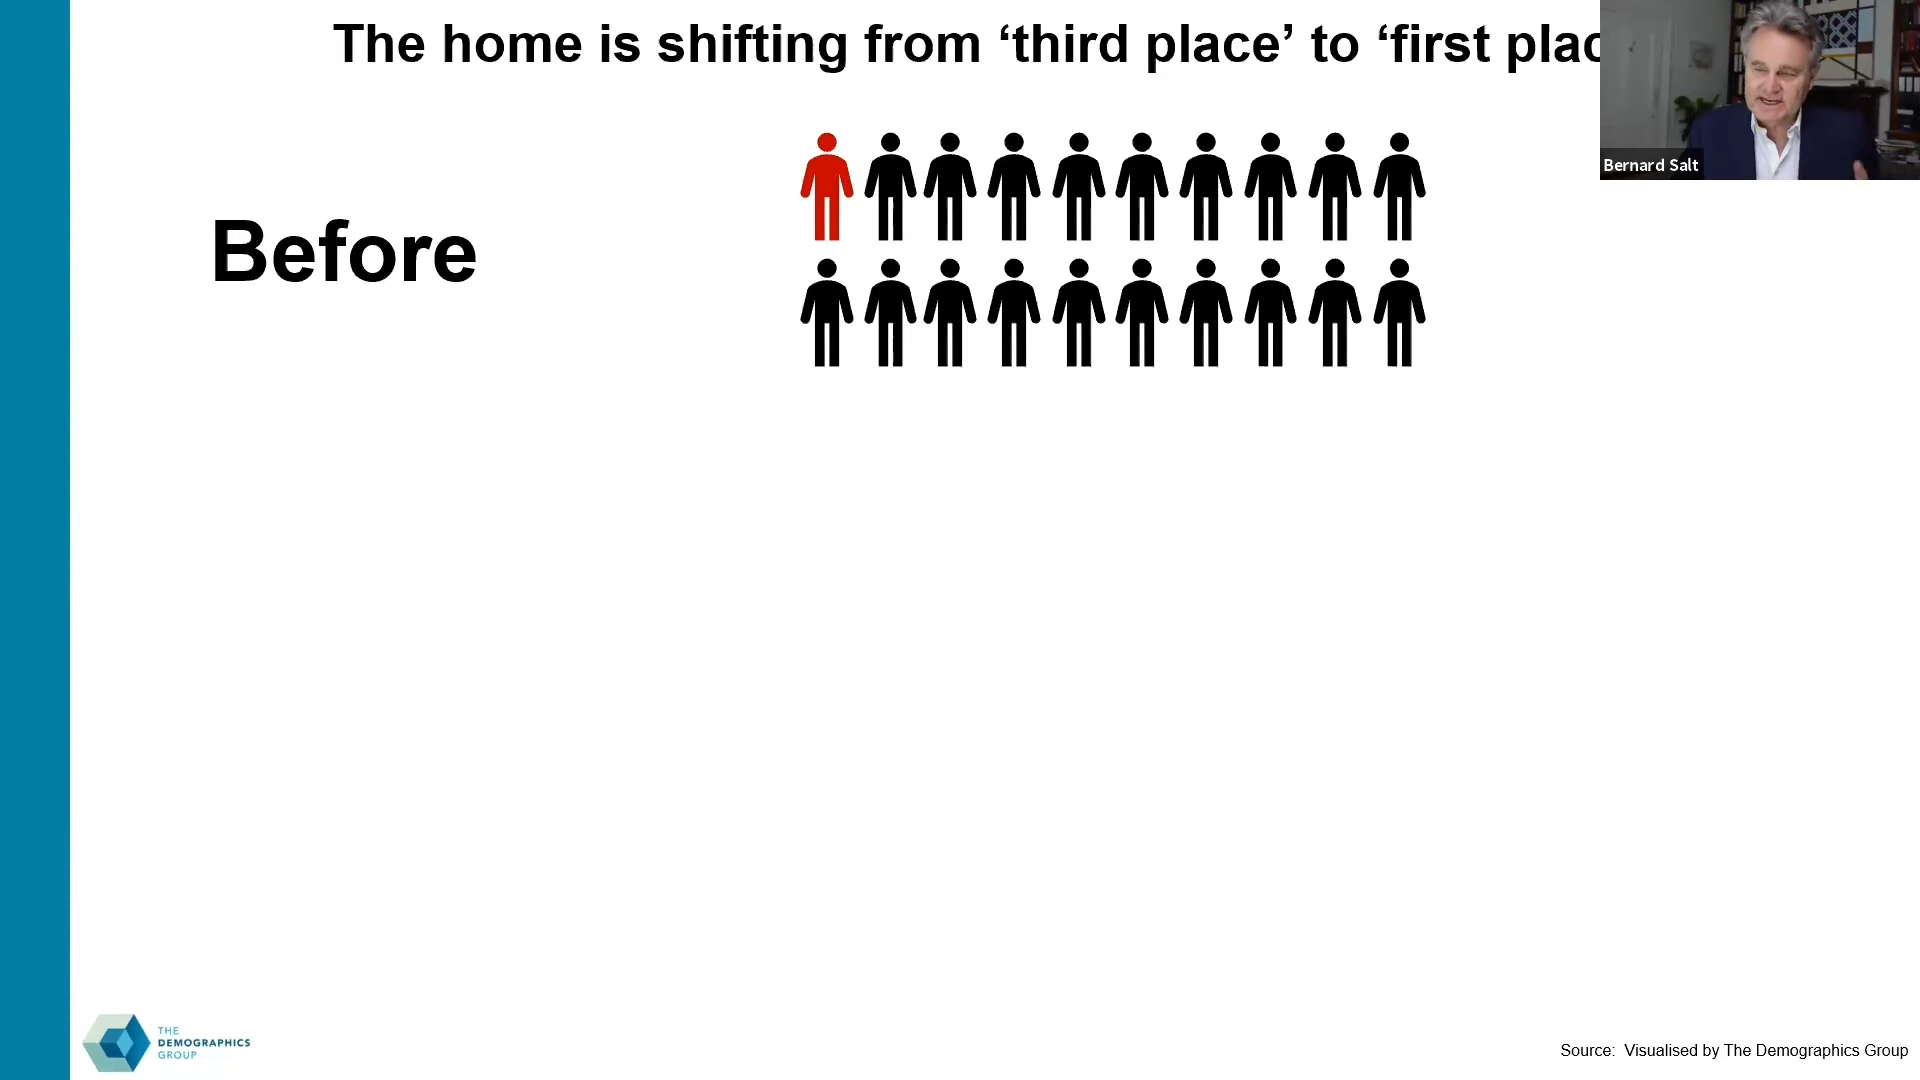 The home is shifting from ‘third place’ to ‘first plac
Bernard Salt
Before
THE
DEMOGRAPHICS
GROUP
Source: Visualised by The Demographics Group